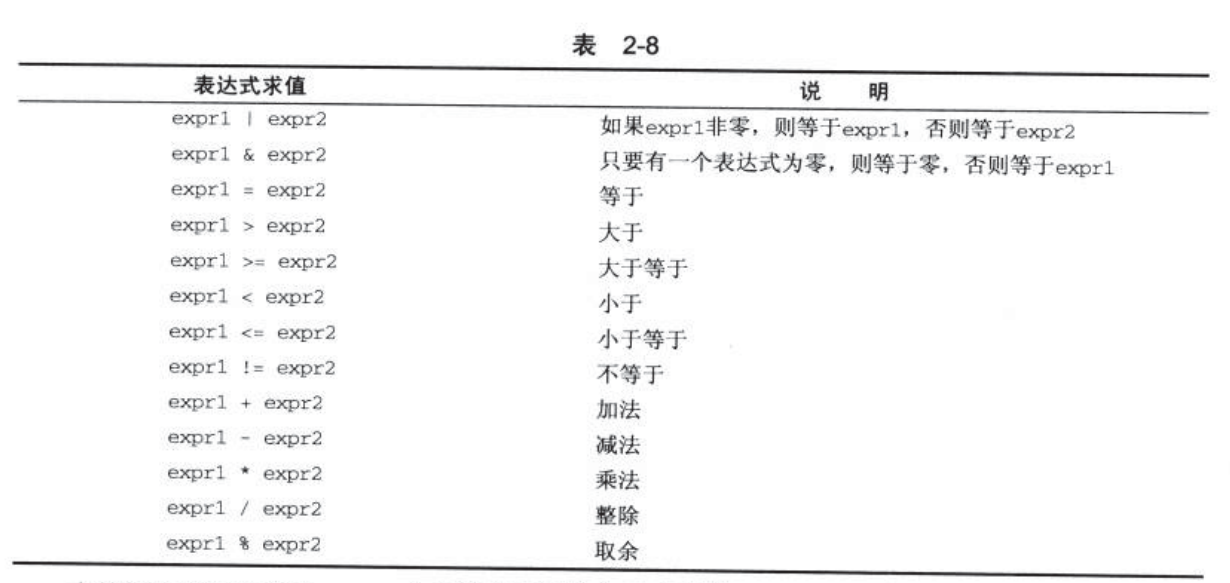 表 2-8
表达式求值 说 明
expr1 | expr2 如果expr1非零，则等于expr1，否则等于expr2
expr1 & expr2 只要有一个表达式为零，则等于零，否则等于expr1
expr1 = expr2 等于
expr1 > expr2 大于
expr1 >= expr2 大于等于
expr1 < expr2 小于
expr1 <= expr2 小于等于
expr1 != expr2 不等于
expr1 + expr2 加法
expr1 - expr2 减法
expr1 * expr2 乘法
expr1 / expr2 整除
expr1 % expr2 取余